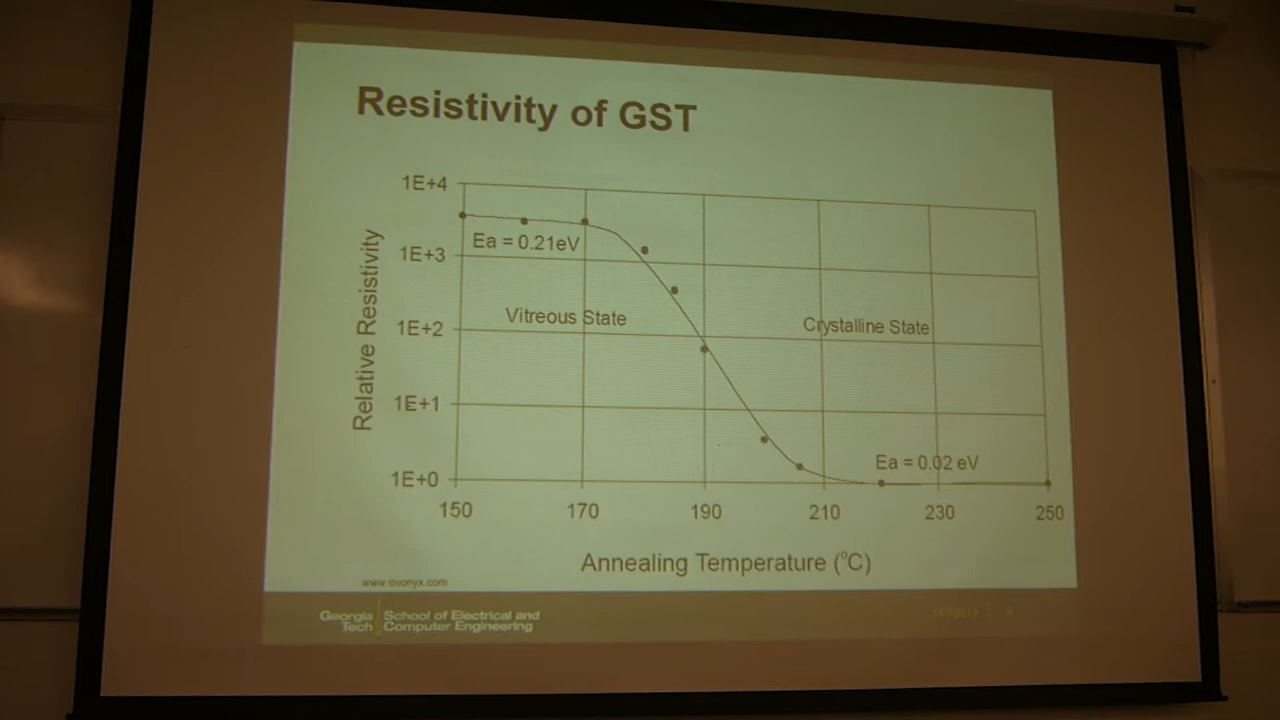 Resistivity of GST
1E+4
1E+3
1E+2
1E+1
1E+0
Relative Resistivity
Ea = 0.21eV
Vitreous State
Crystalline State
Ea = 0.02 eV
150 170 190 210 230 250
Annealing Temperature (°C)
www.ovonyx.com
Georgia Tech
School of Electrical and
Computer Engineering